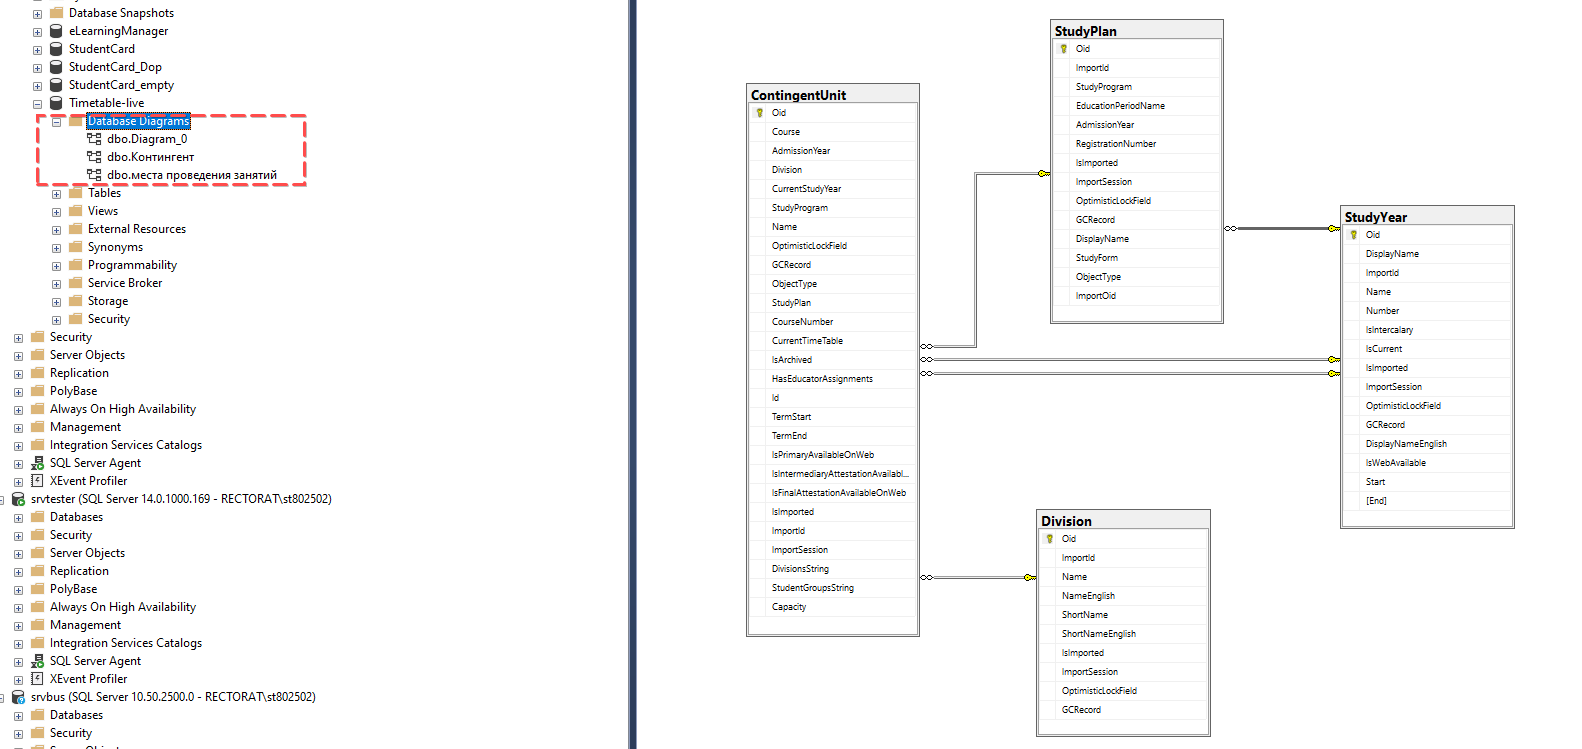 Database Snapshots
eLearningManager
StudentCard
StudentCard_Dop
StudentCard_empty
Timetable-live
Database Diagrams
dbo.Diagram_0
dbo.Контингент
dbo.места проведения занятий
Tables
Views
External Resources
Synonyms
Programmability
Service Broker
Storage
Security
Security
Server Objects
Replication
PolyBase
Always On High Availability
Management
Integration Services Catalogs
SQL Server Agent
XEvent Profiler
srvtester (SQL Server 14.0.1000.169 - RECTORAT\st802502)
Databases
Security
Server Objects
Replication
PolyBase
Always On High Availability
Management
Integration Services Catalogs
SQL Server Agent
XEvent Profiler
srvbus (SQL Server 10.50.2500.0 - RECTORAT\st802502)
Databases
Security
ContingentUnit
Oid
Course
AdmissionYear
Division
CurrentStudyYear
StudyProgram
Name
OptimisticLockField
GCRecord
ObjectType
StudyPlan
CourseNumber
CurrentTimeTable
IsArchived
HasEducatorAssignments
Id
TermStart
TermEnd
IsPrimaryAvailableOnWeb
IsIntermediaryAttestationAvailabl...
IsFinalAttestationAvailableOnWeb
IsImported
ImportId
ImportSession
DivisionsString
StudentGroupsString
Capacity
StudyPlan
Oid
ImportId
StudyProgram
EducationPeriodName
AdmissionYear
RegistrationNumber
IsImported
ImportSession
OptimisticLockField
GCRecord
DisplayName
StudyForm
ObjectType
ImportOid
StudyYear
Oid
DisplayName
ImportId
Name
Number
IsIntercalary
IsCurrent
IsImported
ImportSession
OptimisticLockField
GCRecord
DisplayNameEnglish
IsWebAvailable
Start
[End]
Division
Oid
ImportId
Name
NameEnglish
ShortName
ShortNameEnglish
IsImported
ImportSession
OptimisticLockField
GCRecord